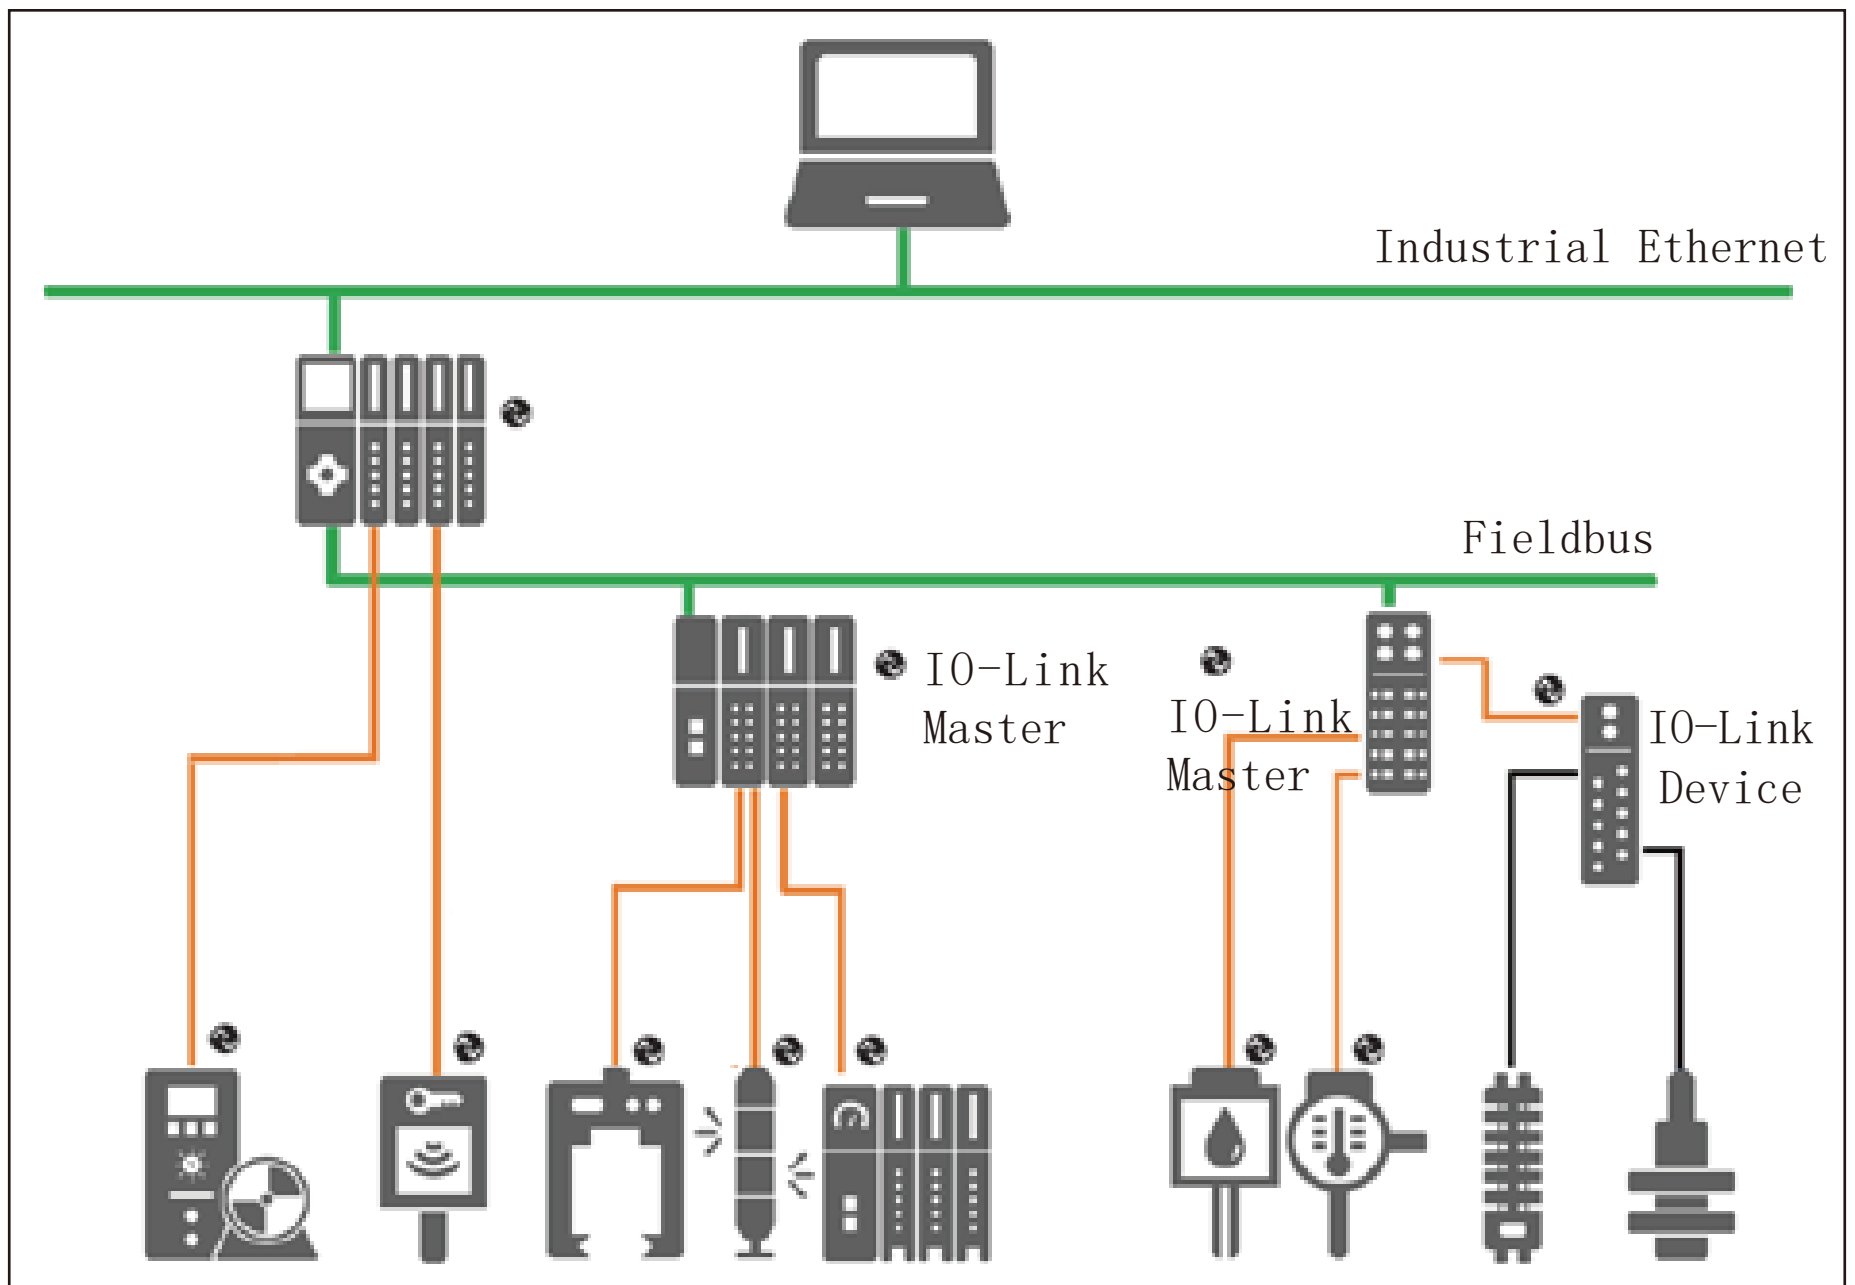 Industrial Ethernet
Fieldbus
IO-Link
Master
IO-Link
Master
IO-Link
Device